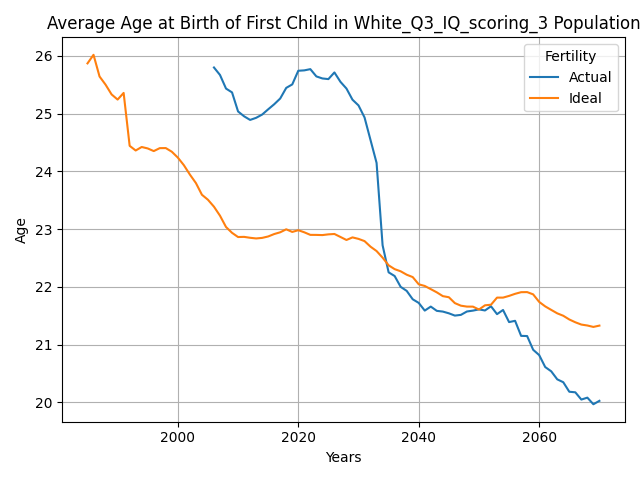 Average Age at Birth of First Child in White_Q3_IQ_scoring_3 Population
Fertility
Actual
Ideal
Age
26
25
24
23
22
21
20
2000
2020
2040
2060
Years